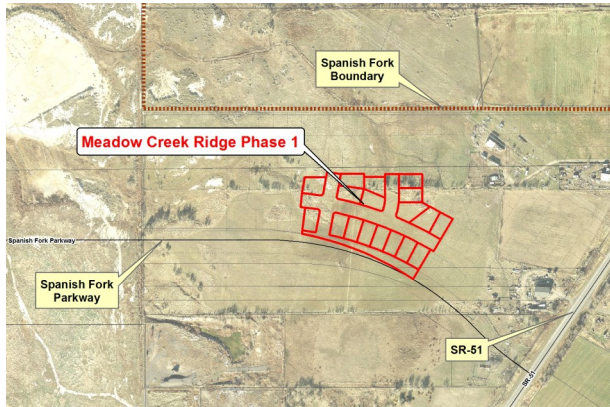 Spanish Fork
Boundary
Meadow Creek Ridge Phase 1
Spanish Fork Parkway
Spanish Fork
Parkway
SR-51
SR-51